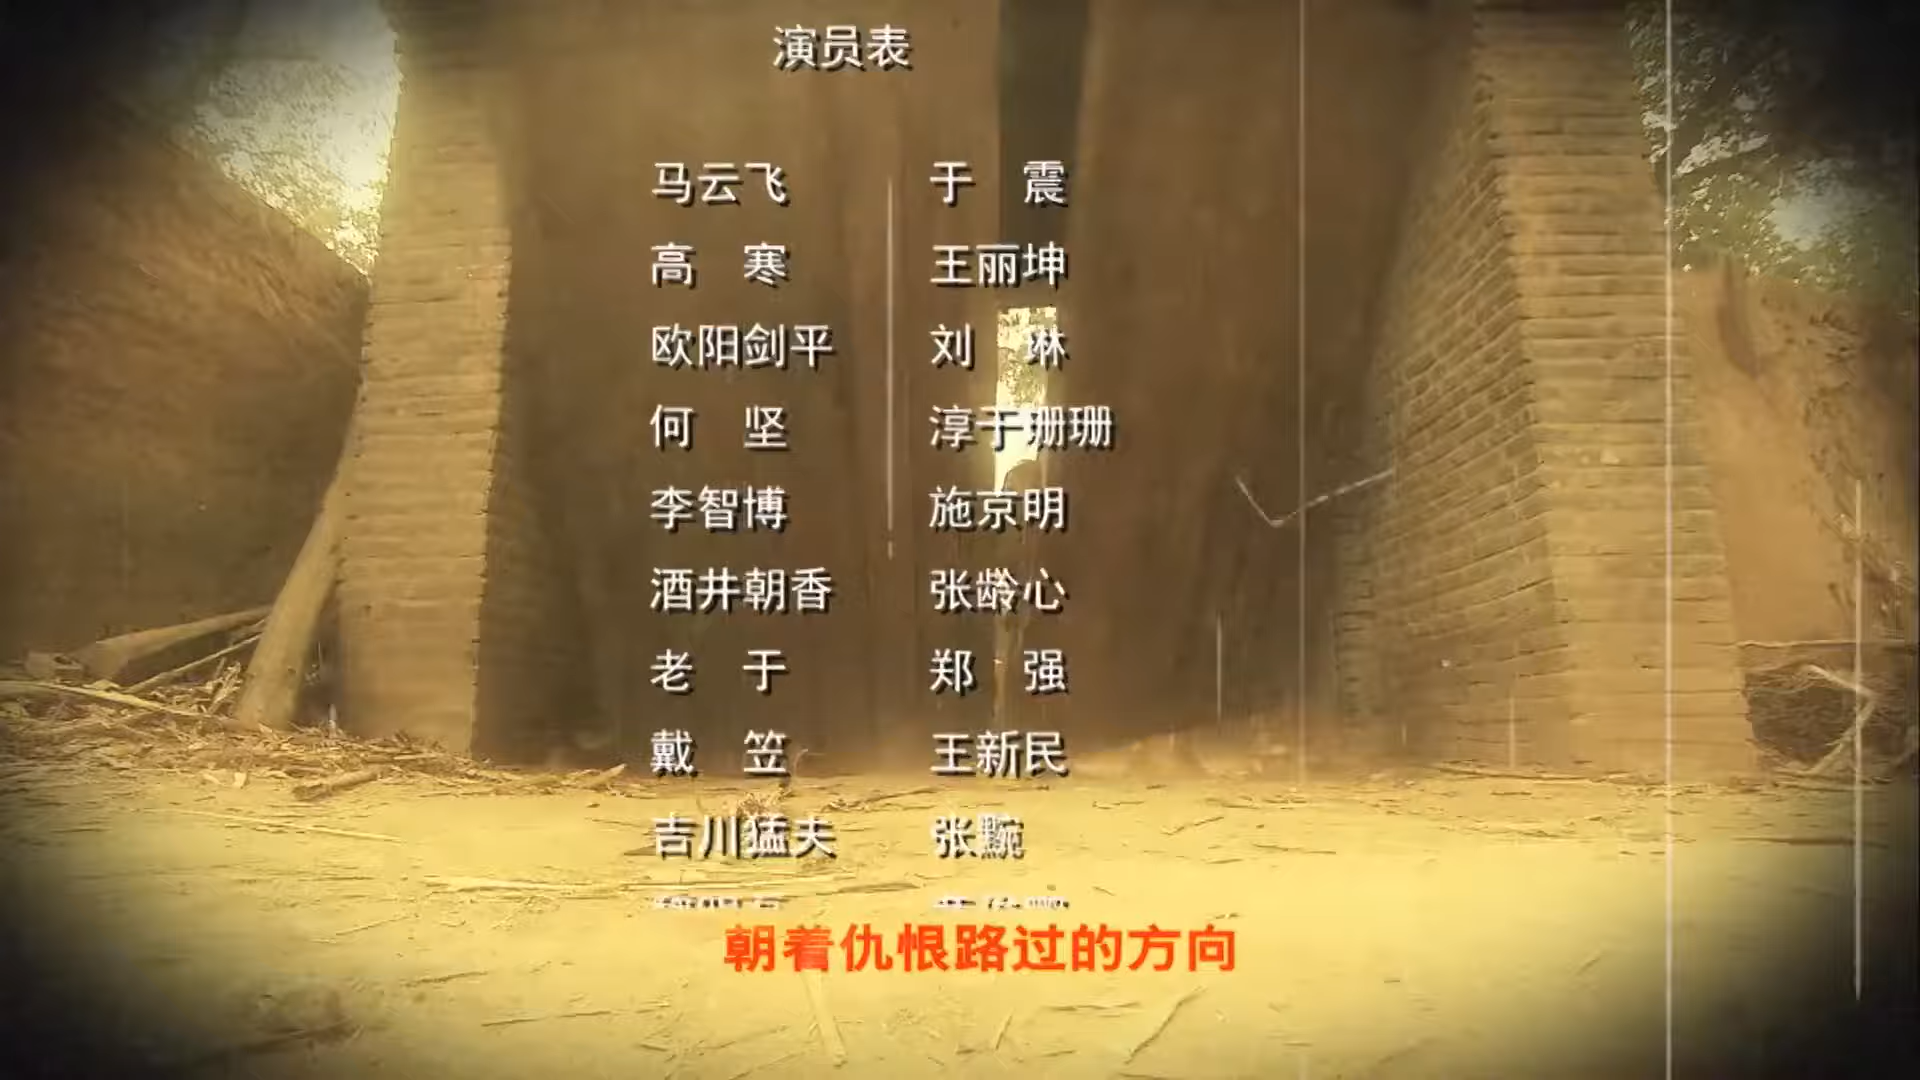 演员表
马云飞 于 震
高 寒 王丽坤
欧阳剑平 刘 琳
何 坚 淳于珊珊
李智博 施京明
酒井朝香 张龄心
老 于 郑 强
戴 笠 王新民
吉川猛夫 张黫
朝着仇恨路过的方向